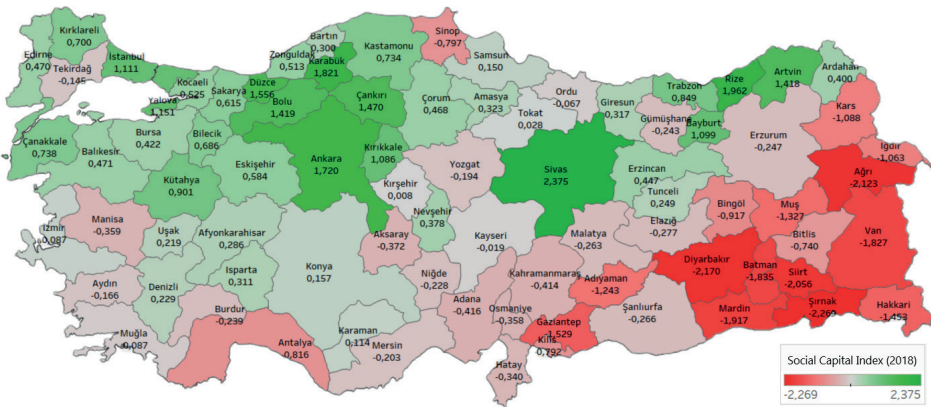 Kırklareli
0,700
Edirne
0,470
Tekirdağ
-0,145
İstanbul
1,111
Kocaeli
0,525
Yalova
1,151
Sakarya
0,615
Düzce
1,556
Zonguldak
0,513
Bartın
0,300
Karabük
1,821
Kastamonu
0,734
Sinop
-0,797
Samsun
0,150
Bolu
1,419
Çankırı
1,470
Çorum
0,468
Amasya
0,323
Ordu
-0,067
Tokat
0,028
Giresun
0,317
Trabzon
0,849
Gümüşhane
-0,243
Bayburt
1,099
Rize
1,962
Artvin
1,418
Ardahan
0,400
Kars
-1,088
Iğdır
-1,063
Ağrı
-2,123
Erzurum
-0,247
Erzincan
0,447
Tunceli
0,249
Çanakkale
0,738
Balıkesir
0,471
Bursa
0,422
Bilecik
0,686
Kütahya
0,901
Eskişehir
0,584
Ankara
1,720
Kırıkkale
1,086
Kırşehir
0,008
Yozgat
-0,194
Sivas
2,375
Nevşehir
0,378
Kayseri
-0,019
Aksaray
-0,372
Niğde
-0,228
Malatya
-0,263
Elazığ
-0,277
Bingöl
-0,917
Muş
-1,327
Bitlis
-0,740
Van
-1,827
Diyarbakır
-2,170
Batman
-1,835
Siirt
-2,056
Şırnak
-2,269
Hakkari
-1,453
Mardin
-1,917
Şanlıurfa
-0,266
Adıyaman
-1,243
Kahramanmaraş
-0,414
Gaziantep
-1,529
Kilis
0,792
Osmaniye
-0,358
Hatay
-0,340
Adana
-0,416
Mersin
-0,203
Karaman
0,114
Konya
0,157
Manisa
-0,359
İzmir
-0,087
Uşak
0,219
Afyonkarahisar
0,286
Isparta
0,311
Denizli
0,229
Aydın
-0,166
Muğla
-0,087
Burdur
-0,239
Antalya
0,816
Social Capital Index (2018)
-2,269 2,375